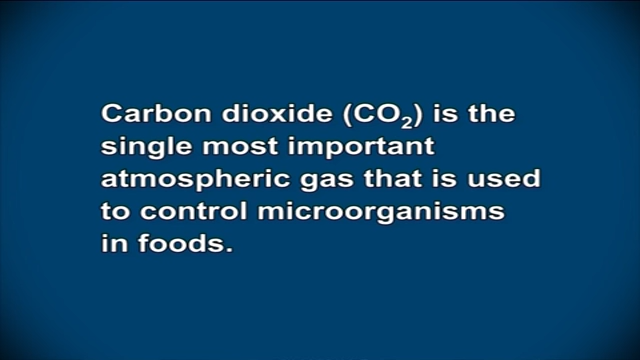 Carbon dioxide (CO₂) is the
single most important
atmospheric gas that is used
to control microorganisms
in foods.